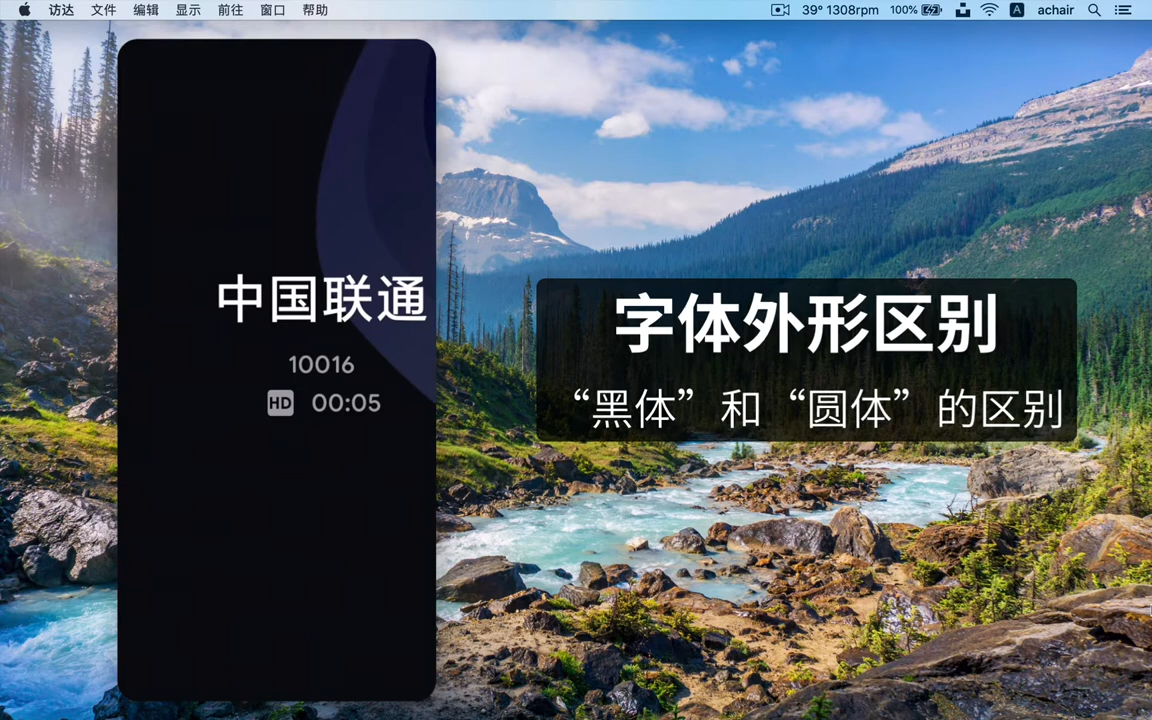 访达 文件 编辑 显示 前往 窗口 帮助 39° 1308rpm 100% A achair
中国联通
10016
HD 00:05
字体外形区别
“黑体”和“圆体”的区别